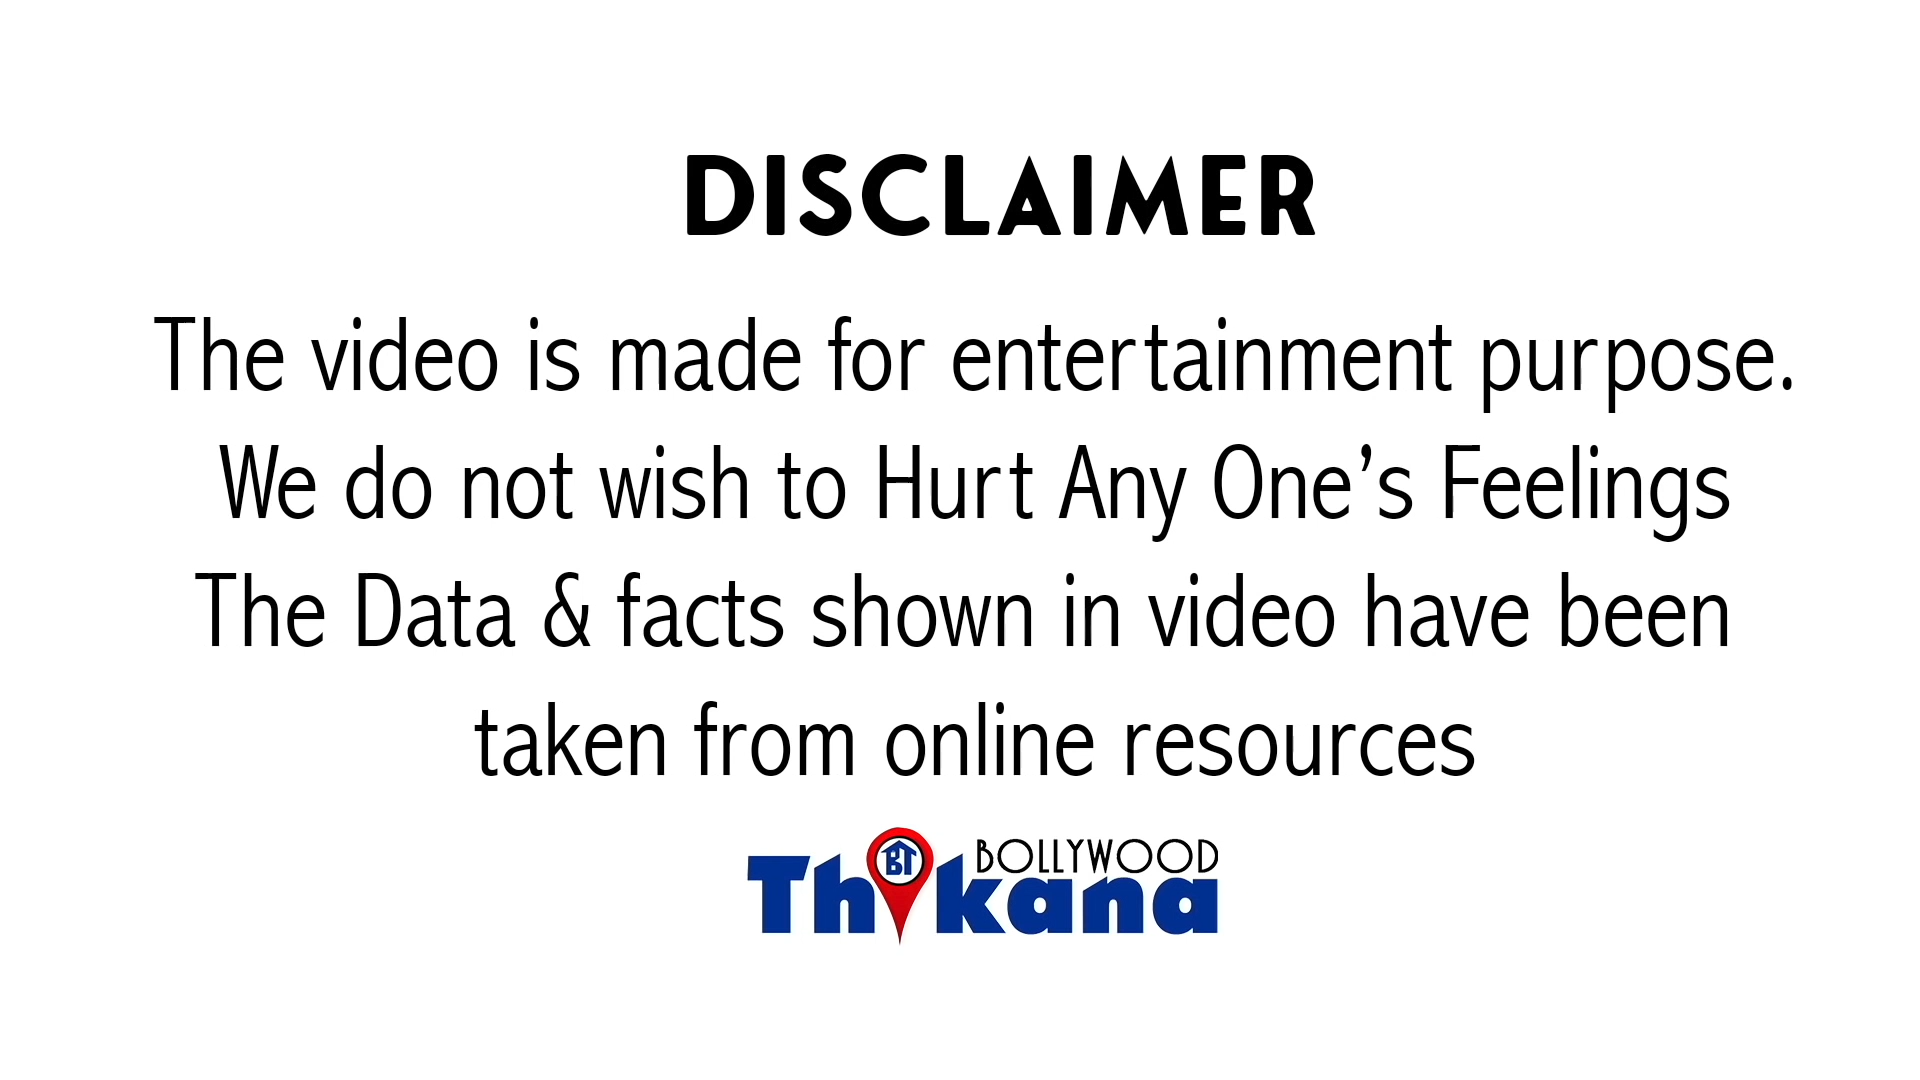 DISCLAIMER
The video is made for entertainment purpose.
We do not wish to Hurt Any One’s Feelings
The Data & facts shown in video have been
taken from online resources
BT BOLLYWOOD
Thikana